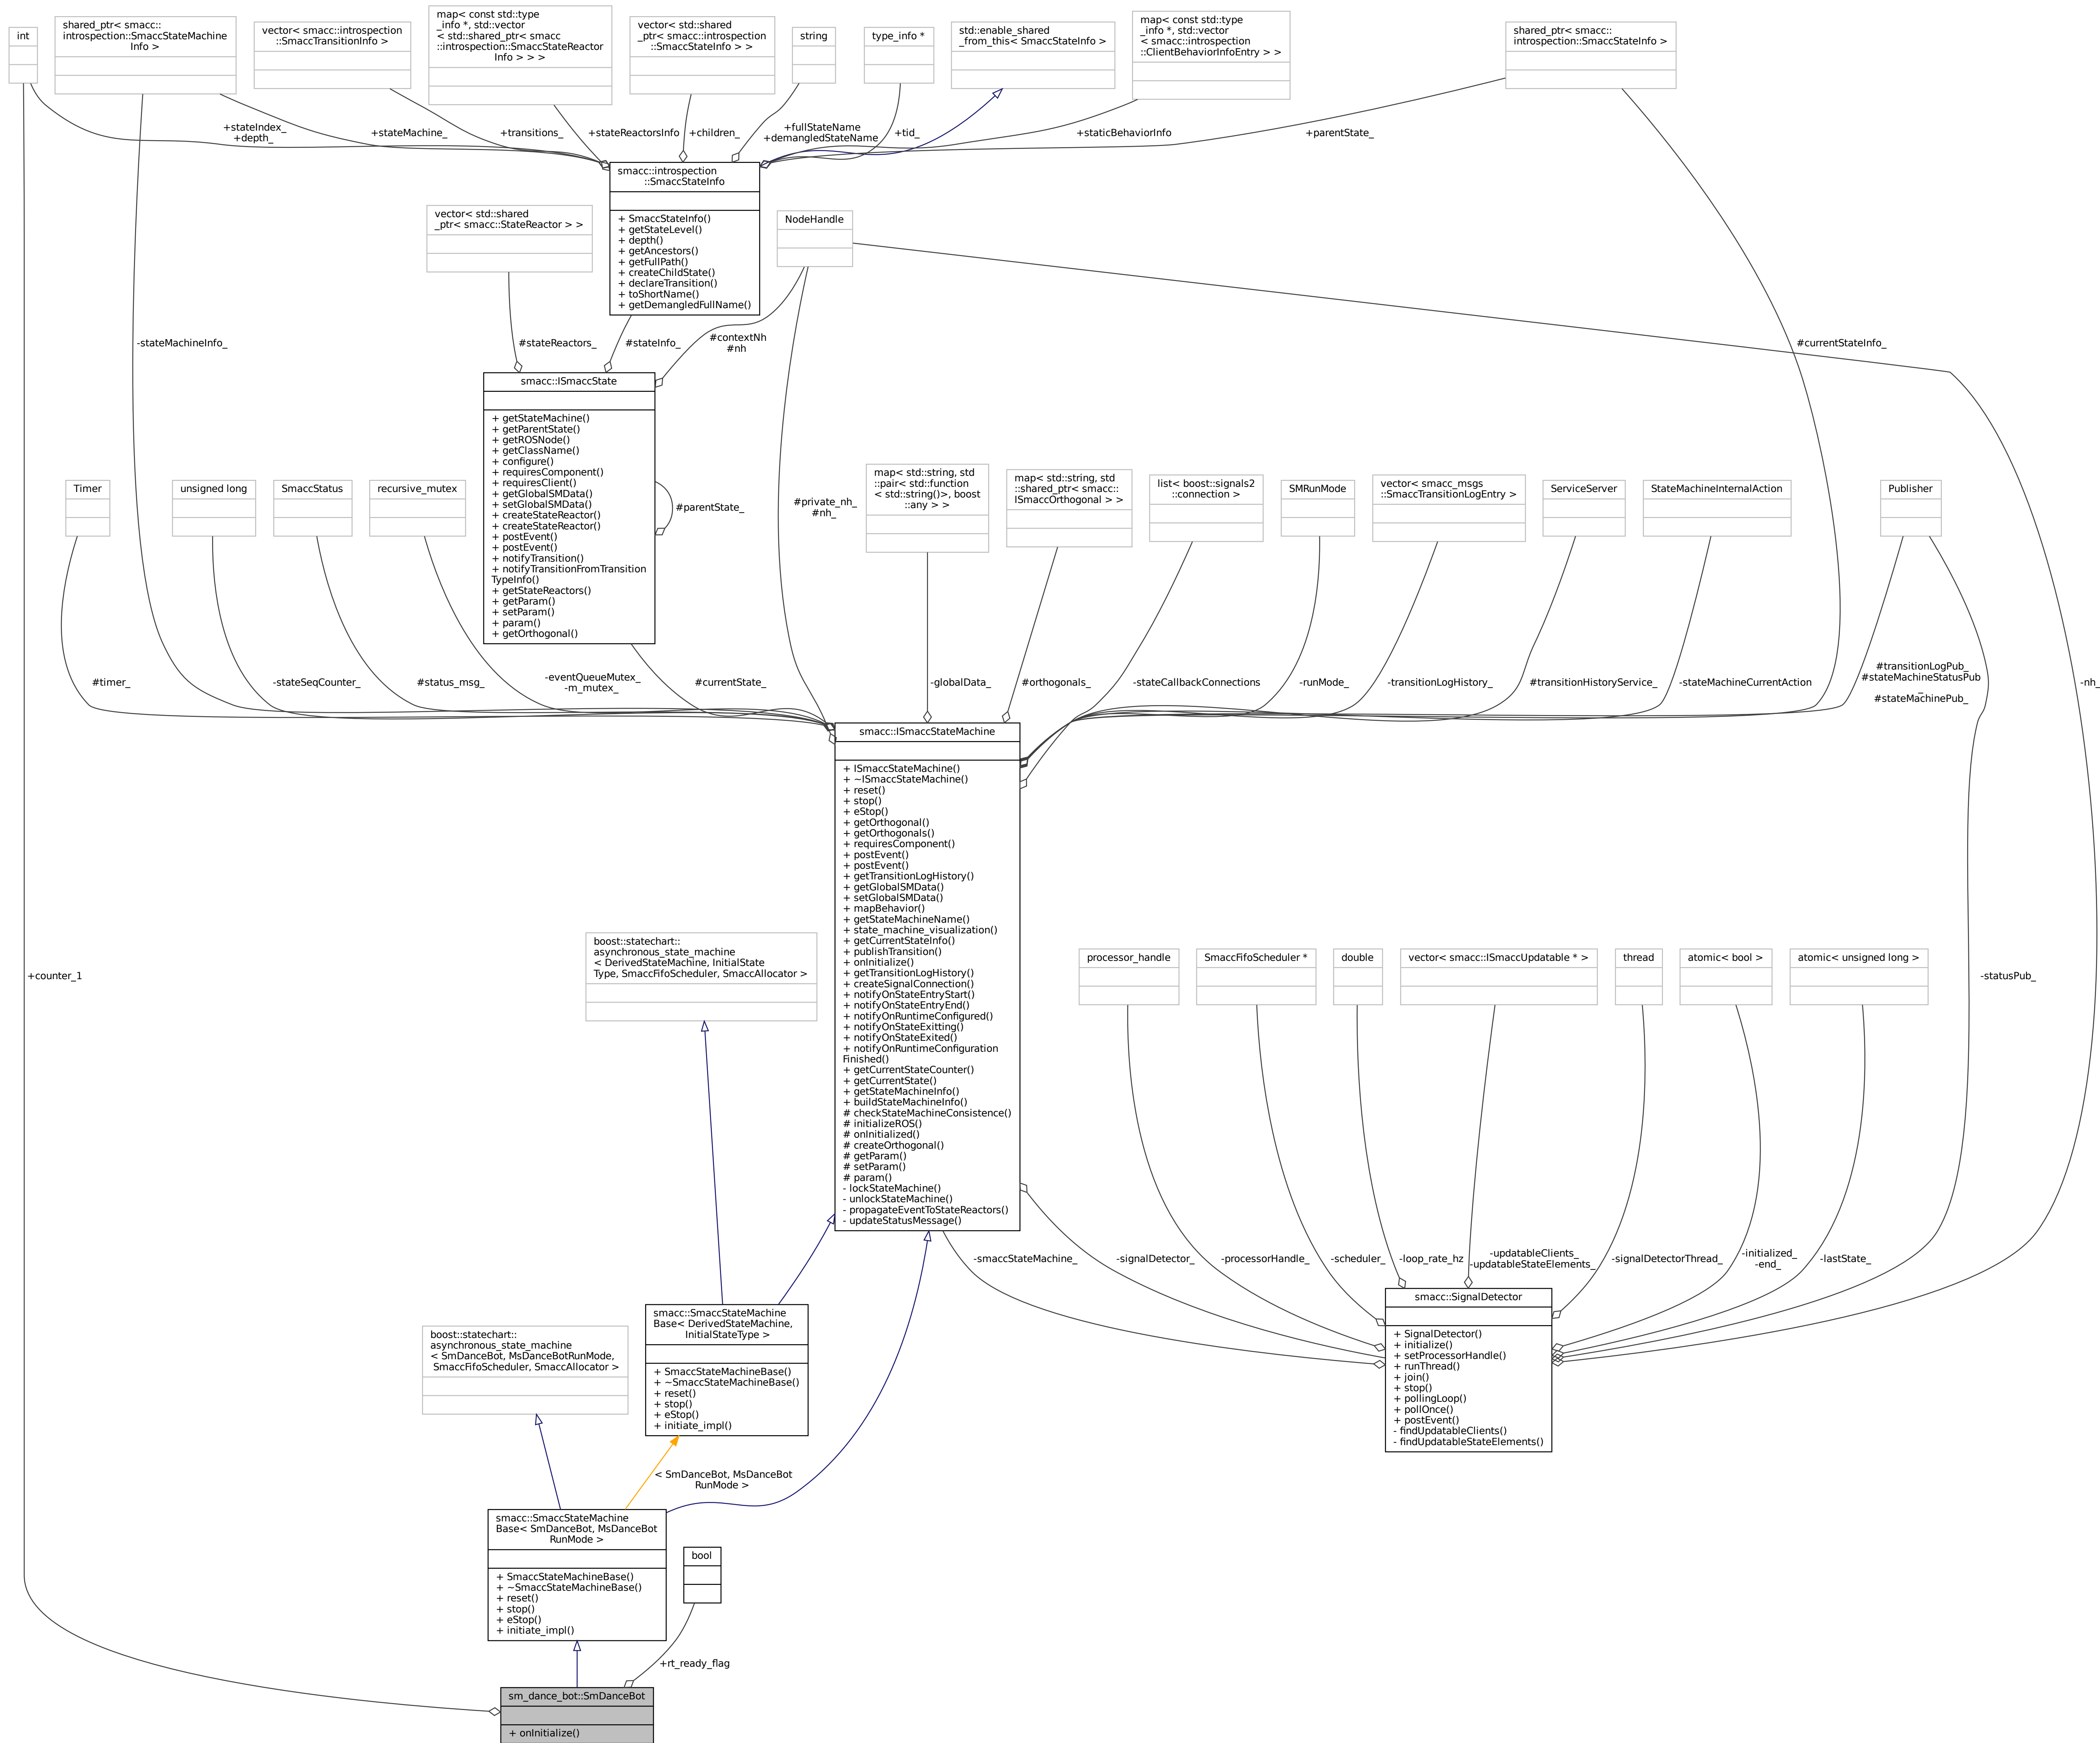 int
shared_ptr< smacc::
introspection::SmaccStateMachine
Info >
vector< smacc::introspection
::SmaccTransitionInfo >
map< const std::type
_info *, std::vector
< std::shared_ptr< smacc
::introspection::SmaccStateReactor
Info > > >
vector< std::shared
_ptr< smacc::introspection
::SmaccStateInfo > >
string
type_info *
std::enable_shared
_from_this< SmaccStateInfo >
map< const std::type
_info *, std::vector
< smacc::introspection
::ClientBehaviorInfoEntry > >
shared_ptr< smacc::
introspection::SmaccStateInfo >
+stateIndex_
+depth_
+stateMachine_
+transitions_
+stateReactorsInfo
+children_
+fullStateName
+demangledStateName
+tid_
+staticBehaviorInfo
+parentState_
smacc::introspection
::SmaccStateInfo
+ SmaccStateInfo()
+ getStateLevel()
+ depth()
+ getAncestors()
+ getFullPath()
+ createChildState()
+ declareTransition()
+ toShortName()
+ getDemangledFullName()
vector< std::shared
_ptr< smacc::StateReactor > >
NodeHandle
-stateMachineInfo_
#stateReactors_
#stateInfo_
#contextNh
#nh
#currentStateInfo_
smacc::ISmaccState
+ getStateMachine()
+ getParentState()
+ getROSNode()
+ getClassName()
+ configure()
+ requiresComponent()
+ requiresClient()
+ getGlobalSMData()
+ setGlobalSMData()
+ createStateReactor()
+ createStateReactor()
+ postEvent()
+ postEvent()
+ notifyTransition()
+ notifyTransitionFromTransition
TypeInfo()
+ getStateReactors()
+ getParam()
+ setParam()
+ param()
+ getOrthogonal()
#parentState_
#private_nh_
#nh_
Timer
unsigned long
SmaccStatus
recursive_mutex
map< std::string, std
::pair< std::function
< std::string()>, boost
::any > >
map< std::string, std
::shared_ptr< smacc::
ISmaccOrthogonal > >
list< boost::signals2
::connection >
SMRunMode
vector< smacc_msgs
::SmaccTransitionLogEntry >
ServiceServer
StateMachineInternalAction
Publisher
#timer_
-stateSeqCounter_
#status_msg_
-eventQueueMutex_
-m_mutex_
#currentState_
-globalData_
#orthogonals_
-stateCallbackConnections
-runMode_
-transitionLogHistory_
#transitionHistoryService_
-stateMachineCurrentAction
#transitionLogPub_
#stateMachineStatusPub
_
#stateMachinePub_
-nh_
smacc::ISmaccStateMachine
+ ISmaccStateMachine()
+ ~ISmaccStateMachine()
+ reset()
+ stop()
+ eStop()
+ getOrthogonal()
+ getOrthogonals()
+ requiresComponent()
+ postEvent()
+ postEvent()
+ getTransitionLogHistory()
+ getGlobalSMData()
+ setGlobalSMData()
+ mapBehavior()
+ getStateMachineName()
+ state_machine_visualization()
+ getCurrentStateInfo()
+ publishTransition()
+ onInitialize()
+ getTransitionLogHistory()
+ createSignalConnection()
+ notifyOnStateEntryStart()
+ notifyOnStateEntryEnd()
+ notifyOnRuntimeConfigured()
+ notifyOnStateExitting()
+ notifyOnStateExited()
+ notifyOnRuntimeConfiguration
Finished()
+ getCurrentStateCounter()
+ getCurrentState()
+ getStateMachineInfo()
+ buildStateMachineInfo()
# checkStateMachineConsistence()
# initializeROS()
# onInitialized()
# createOrthogonal()
# getParam()
# setParam()
# param()
- lockStateMachine()
- unlockStateMachine()
- propagateEventToStateReactors()
- updateStatusMessage()
+counter_1
boost::statechart::
asynchronous_state_machine
< DerivedStateMachine, InitialState
Type, SmaccFifoScheduler, SmaccAllocator >
processor_handle
SmaccFifoScheduler *
double
vector< smacc::ISmaccUpdatable * >
thread
atomic< bool >
atomic< unsigned long >
-statusPub_
-smaccStateMachine_
-signalDetector_
-processorHandle_
-scheduler_
-loop_rate_hz
-updatableClients_
-updatableStateElements_
-signalDetectorThread_
-initialized_
-end_
-lastState_
smacc::SignalDetector
+ SignalDetector()
+ initialize()
+ setProcessorHandle()
+ runThread()
+ join()
+ stop()
+ pollingLoop()
+ pollOnce()
+ postEvent()
- findUpdatableClients()
- findUpdatableStateElements()
smacc::SmaccStateMachine
Base< DerivedStateMachine,
InitialStateType >
+ SmaccStateMachineBase()
+ ~SmaccStateMachineBase()
+ reset()
+ stop()
+ eStop()
+ initiate_impl()
boost::statechart::
asynchronous_state_machine
< SmDanceBot, MsDanceBotRunMode,
SmaccFifoScheduler, SmaccAllocator >
< SmDanceBot, MsDanceBot
RunMode >
smacc::SmaccStateMachine
Base< SmDanceBot, MsDanceBot
RunMode >
+ SmaccStateMachineBase()
+ ~SmaccStateMachineBase()
+ reset()
+ stop()
+ eStop()
+ initiate_impl()
bool
+rt_ready_flag
sm_dance_bot::SmDanceBot
+ onInitialize()